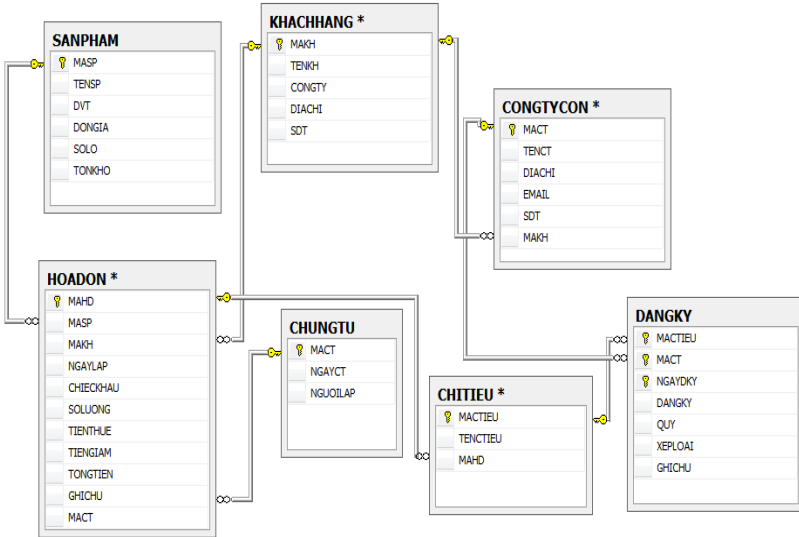 SANPHAM
MASP
TENSP
DVT
DONGIA
SOLO
TONKHO
KHACHHANG *
MAKH
TENKH
CONGTY
DIACHI
SDT
CONGTYCON *
MACT
TENCT
DIACHI
EMAIL
SDT
MAKH
HOADON *
MAHD
MASP
MAKH
NGAYLAP
CHIECKHAU
SOLUONG
TIENTHUE
TIENGIAM
TONGTIEN
GHICHU
MACT
CHUNGTU
MACT
NGAYCT
NGUOILAP
CHITIEU *
MACTIEU
TENCTIEU
MAHD
DANGKY
MACTIEU
MACT
NGAYDKY
DANGKY
QUY
XEPLOAI
GHICHU